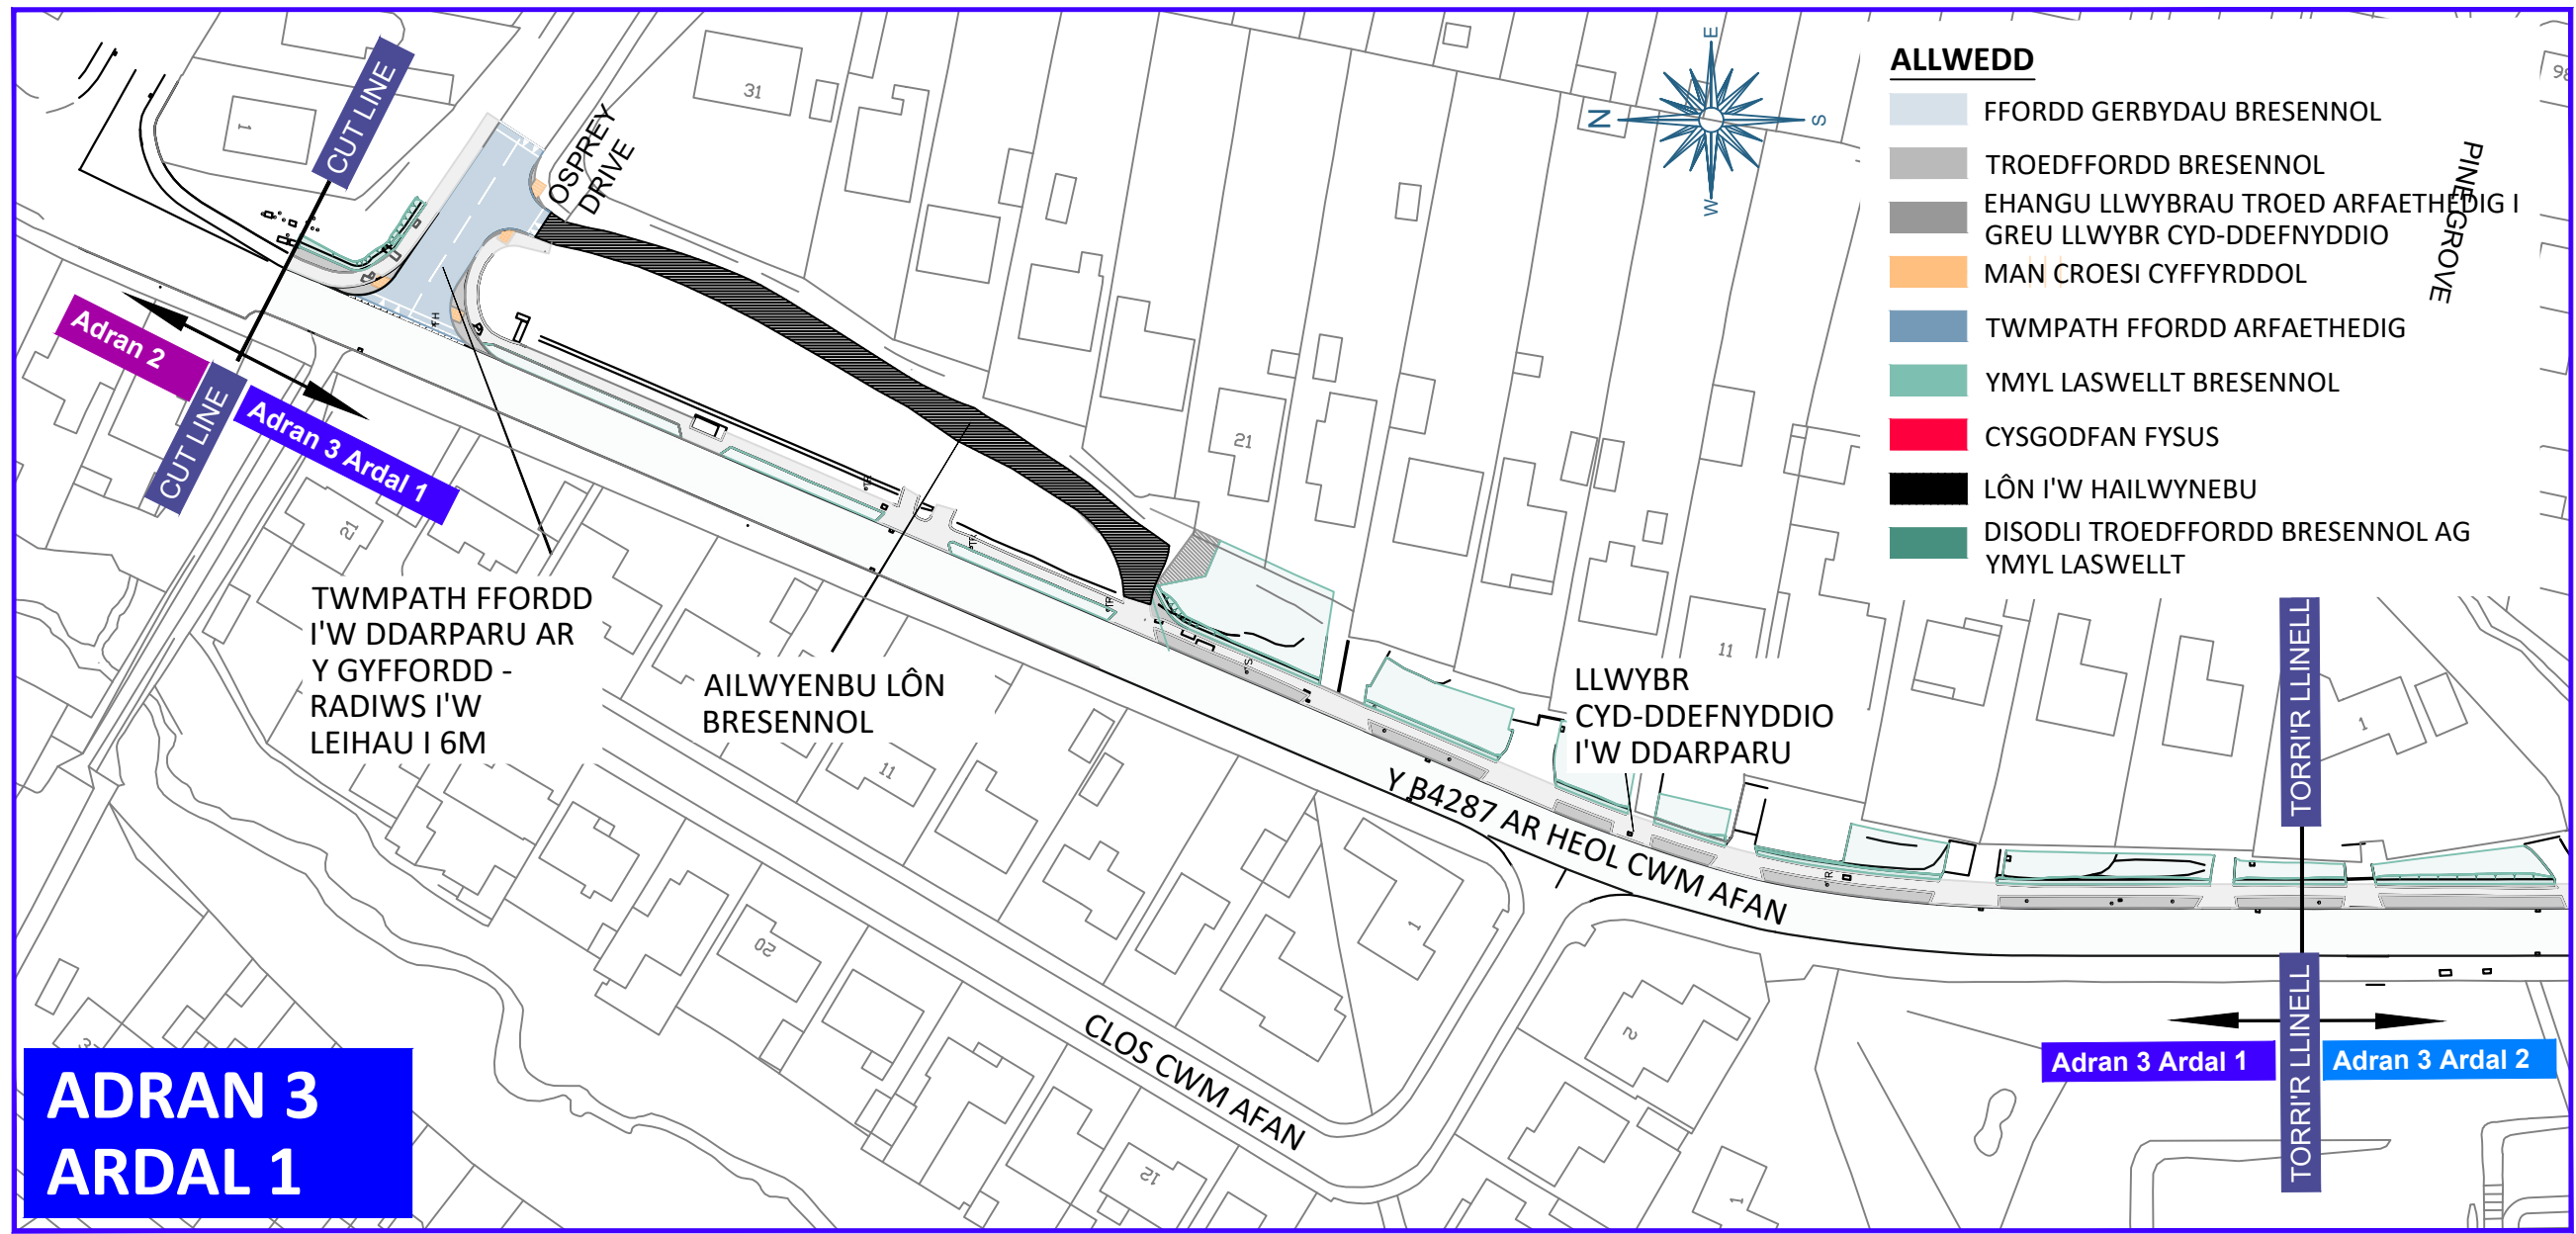 CUT LINE
CUT LINE
Adran 2
Adran 3 Ardal 1
OSPREY
DRIVE
1
31
21
21
11
11
1
1
2
1
20
12
N
E
S
W
ALLWEDD
FFORDD GERBYDAU BRESENNOL
TROEDFFORDD BRESENNOL
EHANGU LLWYBRAU TROED ARFAETHEDIG I
GREU LLWYBR CYD-DDEFNYDDIO
MAN CROESI CYFFYRDDOL
TWMPATH FFORDD ARFAETHEDIG
YMYL LASWELLT BRESENNOL
CYSGODFAN FYSUS
LÔN I'W HAILWYNEBU
DISODLI TROEDFFORDD BRESENNOL AG
YMYL LASWELLT
PINEGROVE
TWMPATH FFORDD
I'W DDARPARU AR
Y GYFFORDD -
RADIWS I'W
LEIHAU I 6M
AILWYENBU LÔN
BRESENNOL
LLWYBR
CYD-DDEFNYDDIO
I'W DDARPARU
Y B4287 AR HEOL CWM AFAN
CLOS CWM AFAN
TORRI'R LLINELL
TORRI'R LLINELL
Adran 3 Ardal 1
Adran 3 Ardal 2
ADRAN 3
ARDAL 1